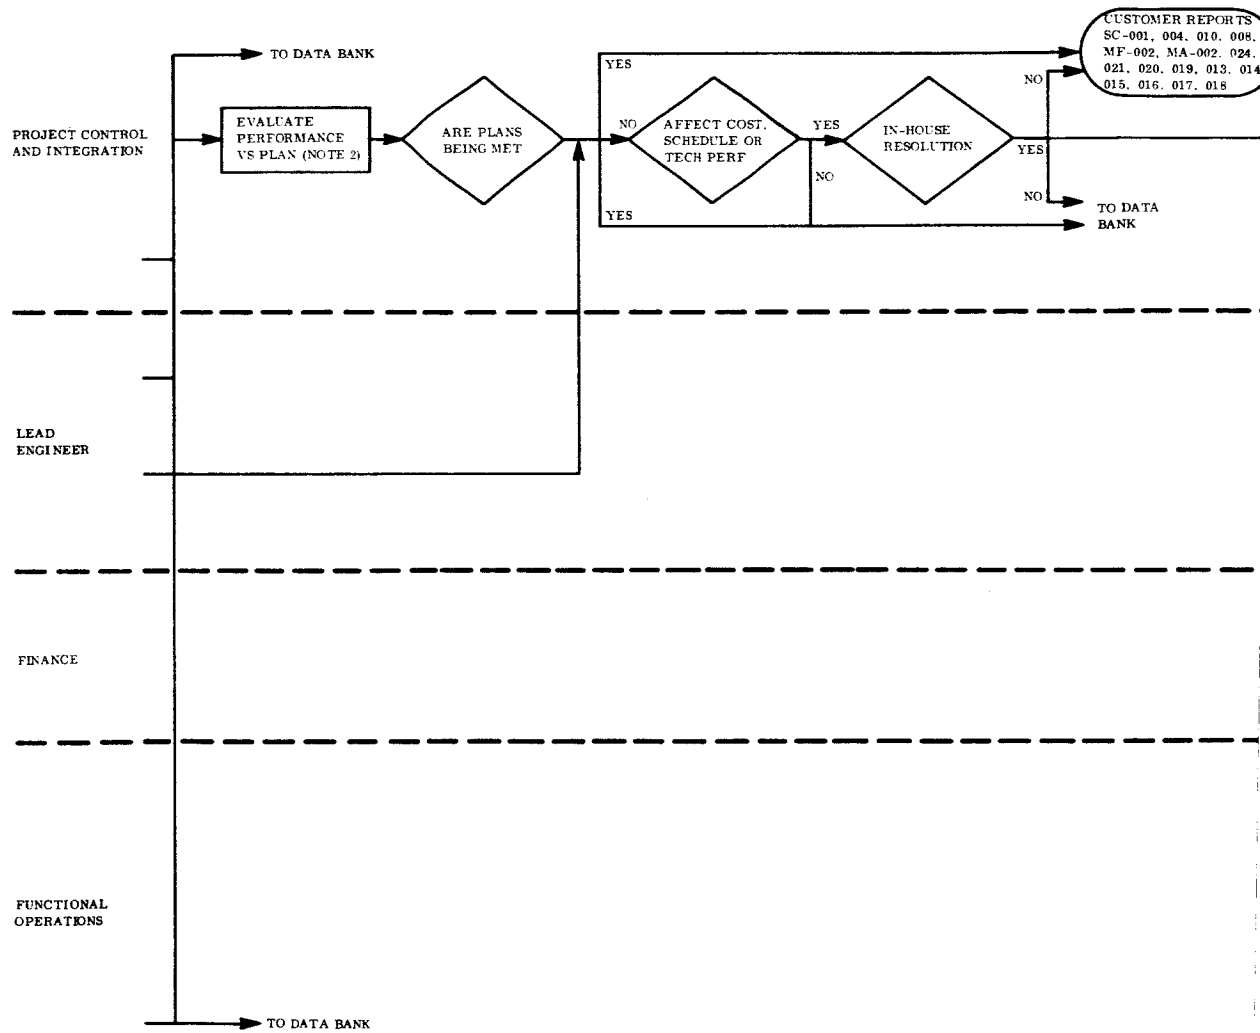 CUSTOMER REPORTS
SC-001, 004, 010, 008,
MF-002, MA-002, 024,
021, 020, 019, 013, 014
015, 016, 017, 018
TO DATA BANK
YES
NO
PROJECT CONTROL
AND INTEGRATION
EVALUATE
PERFORMANCE
VS PLAN (NOTE 2)
ARE PLANS
BEING MET
NO
AFFECT COST,
SCHEDULE OR
TECH PERF
YES
NO
IN-HOUSE
RESOLUTION
YES
NO
YES
TO DATA
BANK
LEAD
ENGINEER
FINANCE
FUNCTIONAL
OPERATIONS
TO DATA BANK